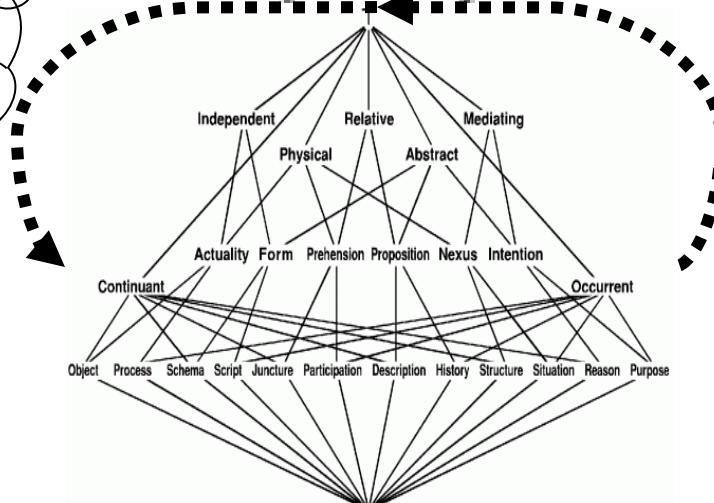 Independent Relative Mediating
Physical Abstract
Actuality Form Prehension Proposition Nexus Intention
Continuant Occurrent
Object Process Schema Script Juncture Participation Description History Structure Situation Reason Purpose